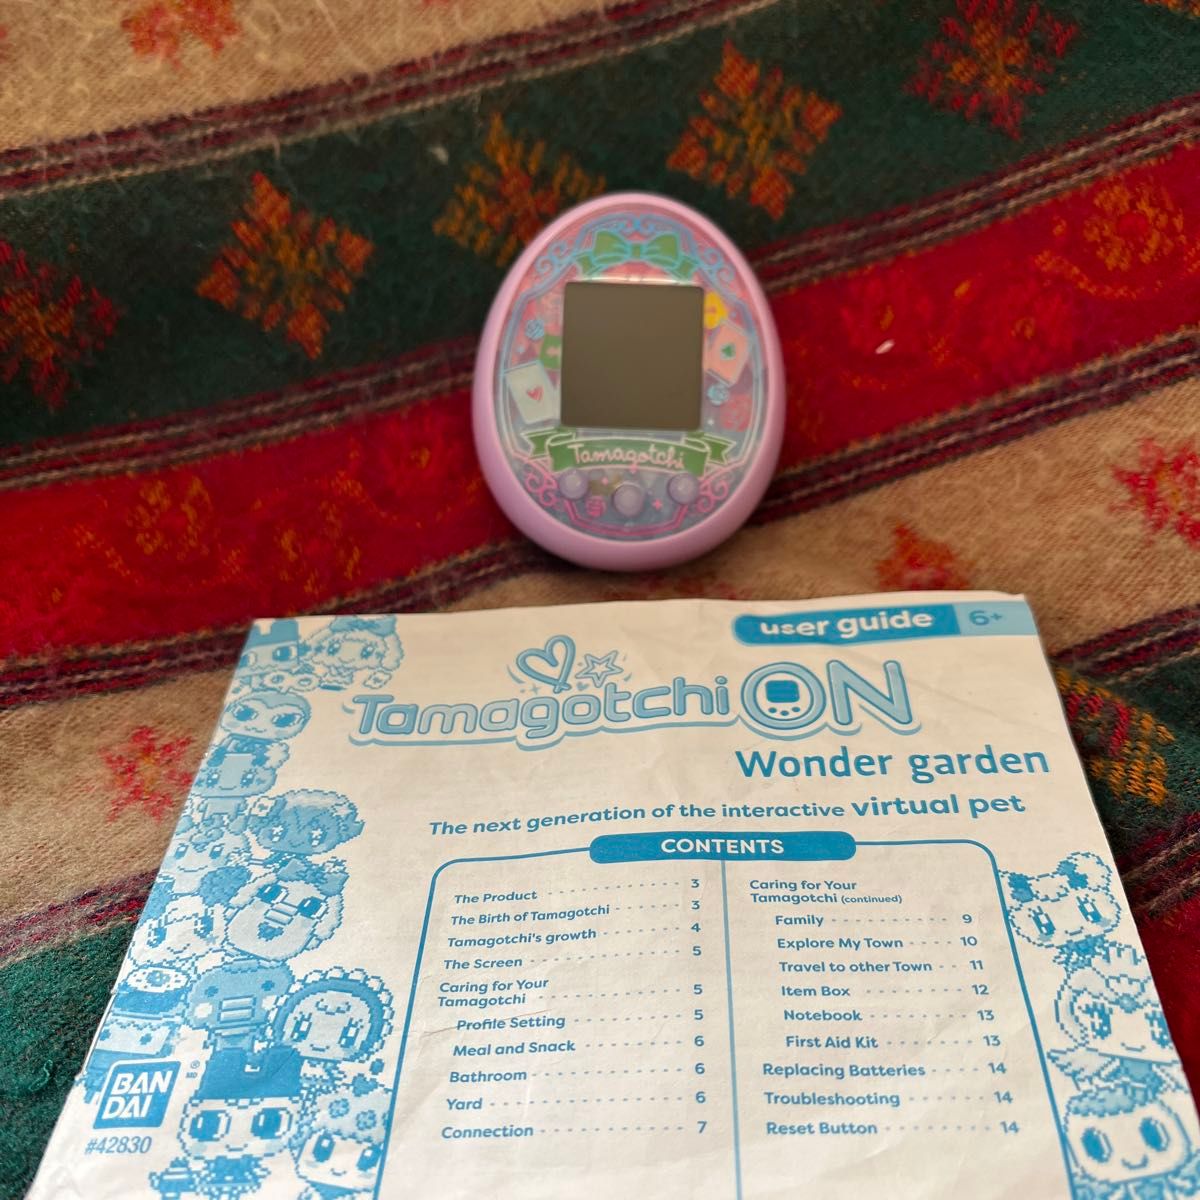 Tamagotchi
user guide 6+
Tamagotchi ON
Wonder garden
The next generation of the interactive virtual pet
CONTENTS
The Product 3
The Birth of Tamagotchi 3
Tamagotchi's growth 4
The Screen 5
Caring for Your
Tamagotchi 5
Profile Setting 5
Meal and Snack 6
Bathroom 6
Yard 6
Connection 7
Caring for Your
Tamagotchi (continued)
Family 9
Explore My Town 10
Travel to other Town 11
Item Box 12
Notebook 13
First Aid Kit 13
Replacing Batteries 14
Troubleshooting 14
Reset Button 14
BAN
DAI
® MD
#42830